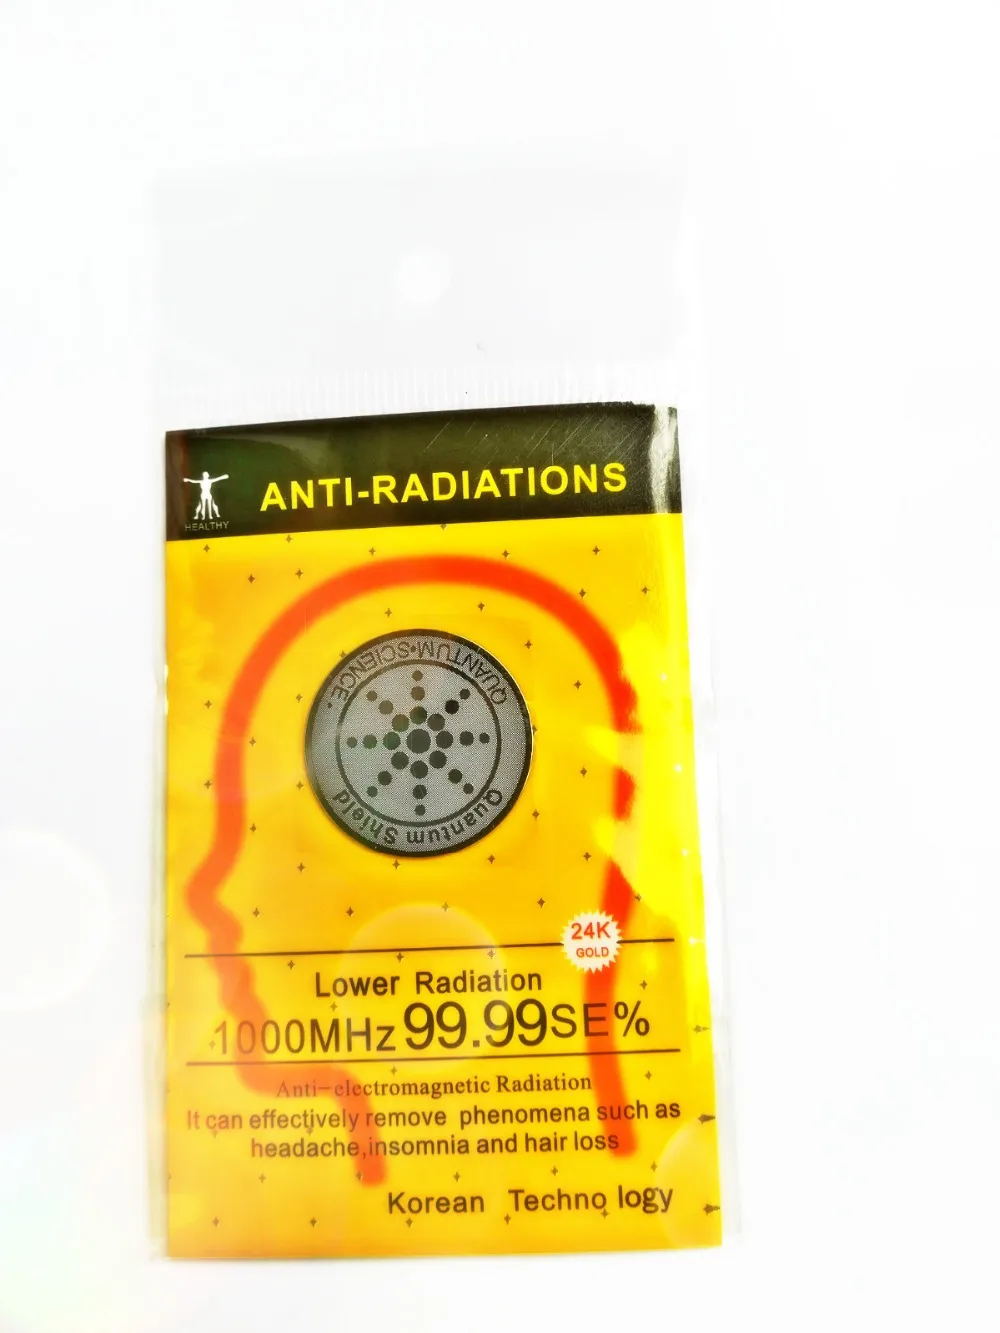 HEALTHY
ANTI-RADIATIONS
QUANTUM•SCIENCE•
Quantum Shield
24K
GOLD
Lower Radiation
1000MHz 99.99SE%
Anti-electromagnetic Radiation
It can effectively remove phenomena such as
headache,insomnia and hair loss
Korean Techno logy